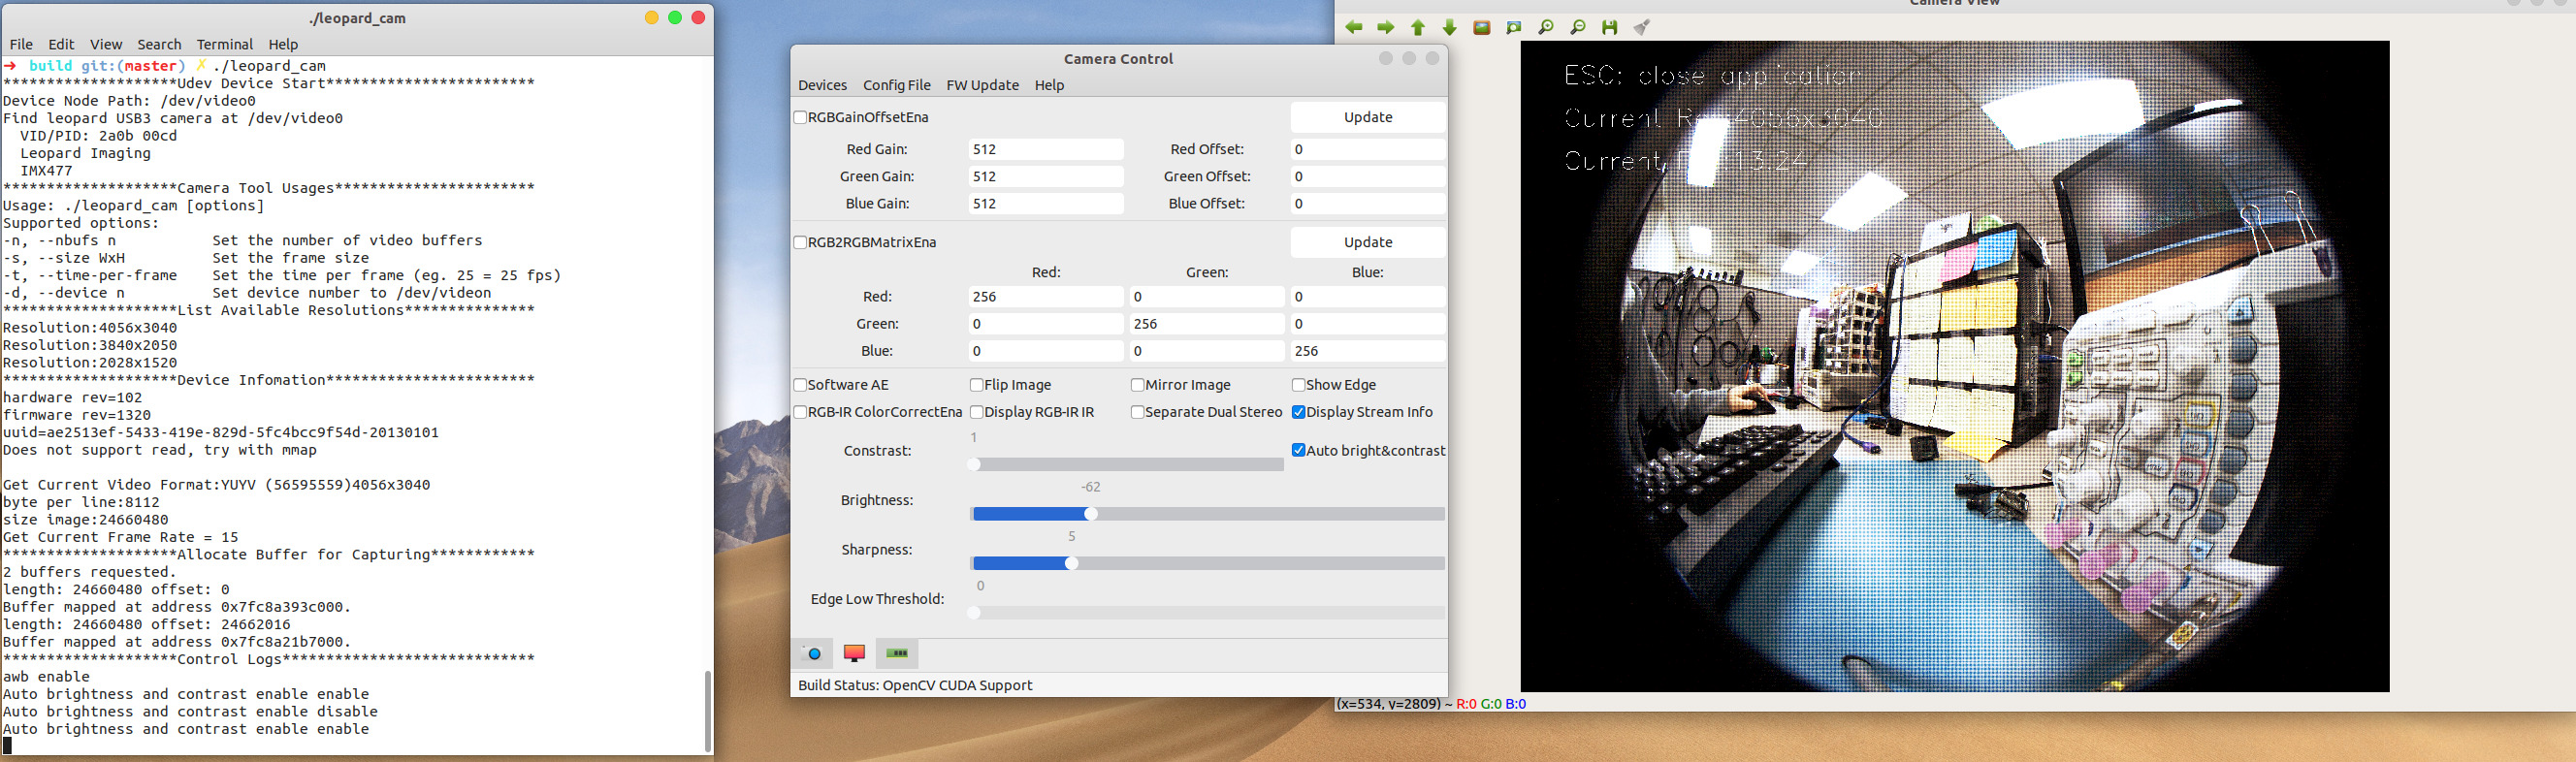 ./leopard_cam
File Edit View Search Terminal Help
➜ build git:(master) ✗ ./leopard_cam
********************Udev Device Start************************
Device Node Path: /dev/video0
Find leopard USB3 camera at /dev/video0
VID/PID: 2a0b 00cd
Leopard Imaging
IMX477
********************Camera Tool Usages***********************
Usage: ./leopard_cam [options]
Supported options:
-n, --nbufs n Set the number of video buffers
-s, --size WxH Set the frame size
-t, --time-per-frame Set the time per frame (eg. 25 = 25 fps)
-d, --device n Set device number to /dev/videon
********************List Available Resolutions***************
Resolution:4056x3040
Resolution:3840x2050
Resolution:2028x1520
********************Device Infomation************************
hardware rev=102
firmware rev=1320
uuid=ae2513ef-5433-419e-829d-5fc4bcc9f54d-20130101
Does not support read, try with mmap
Get Current Video Format:YUYV (56595559)4056x3040
byte per line:8112
size image:24660480
Get Current Frame Rate = 15
********************Allocate Buffer for Capturing************
2 buffers requested.
length: 24660480 offset: 0
Buffer mapped at address 0x7fc8a393c000.
length: 24660480 offset: 24662016
Buffer mapped at address 0x7fc8a21b7000.
********************Control Logs*****************************
awb enable
Auto brightness and contrast enable enable
Auto brightness and contrast enable disable
Auto brightness and contrast enable enable
Camera Control
Devices Config File FW Update Help
RGBGainOffsetEna Update
Red Gain: 512 Red Offset: 0
Green Gain: 512 Green Offset: 0
Blue Gain: 512 Blue Offset: 0
RGB2RGBMatrixEna Update
Red: Green: Blue:
Red: 256 0 0
Green: 0 256 0
Blue: 0 0 256
Software AE Flip Image Mirror Image Show Edge
RGB-IR ColorCorrectEna Display RGB-IR IR Separate Dual Stereo Display Stream Info
1
Constrast: Auto bright&contrast
-62
Brightness:
5
Sharpness:
0
Edge Low Threshold:
Build Status: OpenCV CUDA Support
Camera View
ESC: close application
Current 4056x3040
Current 13.24
(x=534, y=2809) ~ R:0 G:0 B:0